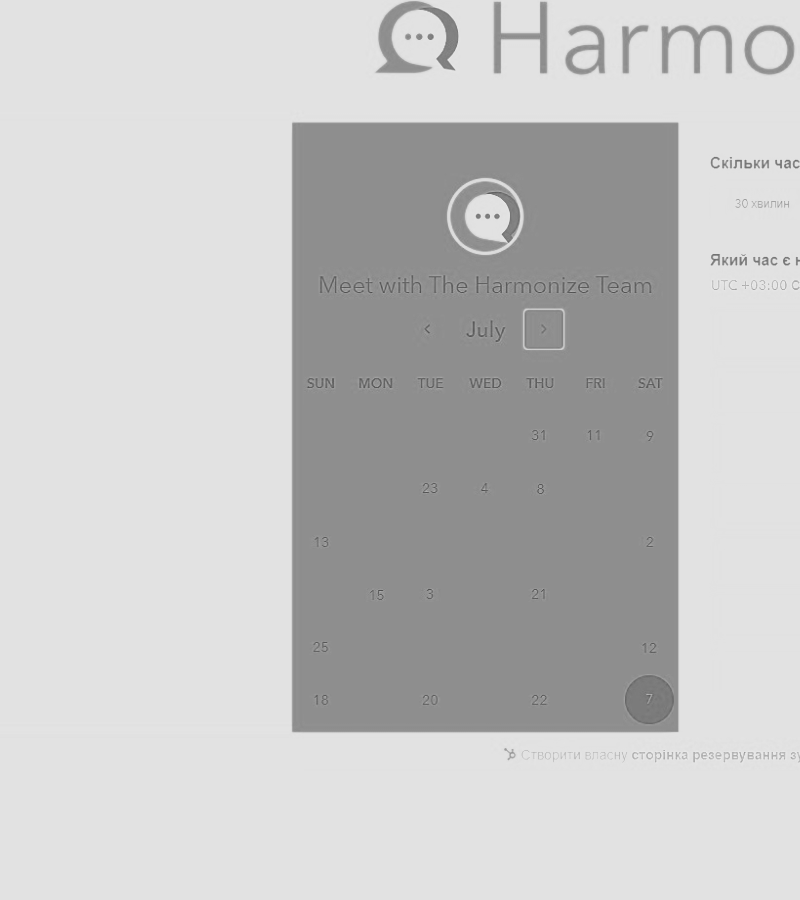 Harmo
Meet with The Harmonize Team
July
SUN MON TUE WED THU FRI SAT
31 11 9
23 4 8
13 2
15 3 21
25 12
18 20 22 7
Скільки час
30 хвилин
Який час є н
UTC +03:00 С
Створити власну сторінка резервування зу